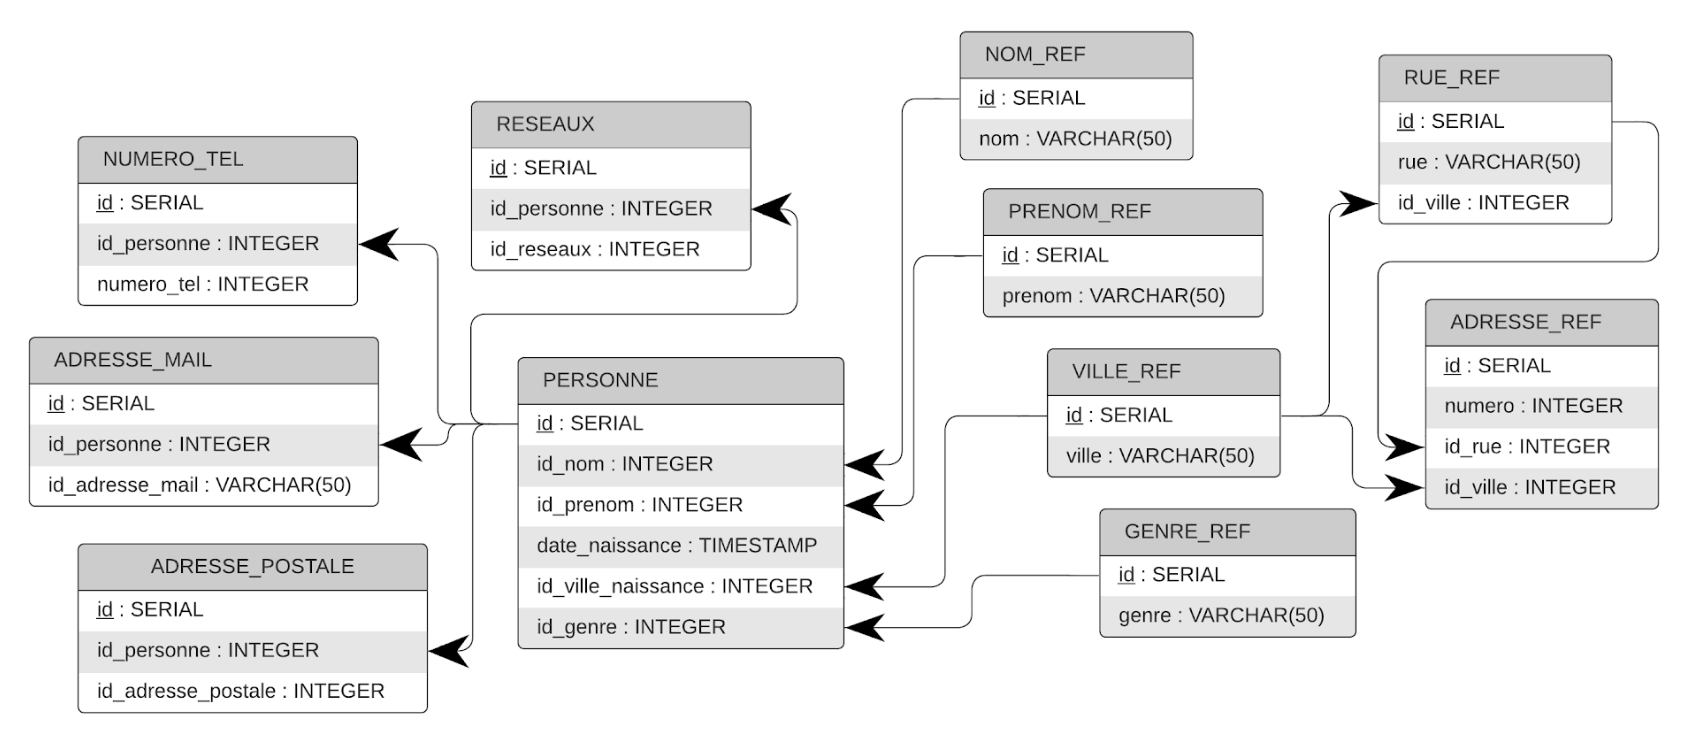 NUMERO_TEL
id : SERIAL
id_personne : INTEGER
numero_tel : INTEGER
ADRESSE_MAIL
id : SERIAL
id_personne : INTEGER
id_adresse_mail : VARCHAR(50)
ADRESSE_POSTALE
id : SERIAL
id_personne : INTEGER
id_adresse_postale : INTEGER
RESEAUX
id : SERIAL
id_personne : INTEGER
id_reseaux : INTEGER
PERSONNE
id : SERIAL
id_nom : INTEGER
id_prenom : INTEGER
date_naissance : TIMESTAMP
id_ville_naissance : INTEGER
id_genre : INTEGER
NOM_REF
id : SERIAL
nom : VARCHAR(50)
PRENOM_REF
id : SERIAL
prenom : VARCHAR(50)
VILLE_REF
id : SERIAL
ville : VARCHAR(50)
GENRE_REF
id : SERIAL
genre : VARCHAR(50)
RUE_REF
id : SERIAL
rue : VARCHAR(50)
id_ville : INTEGER
ADRESSE_REF
id : SERIAL
numero : INTEGER
id_rue : INTEGER
id_ville : INTEGER